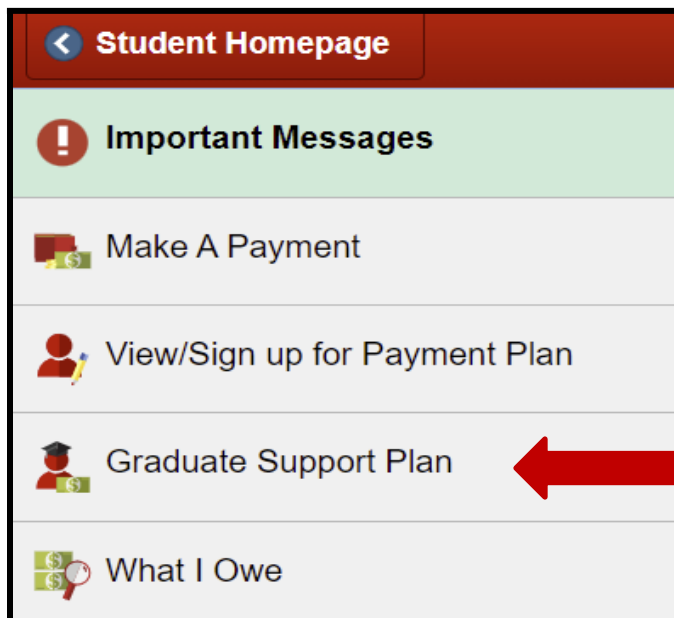 Student Homepage
Important Messages
Make A Payment
View/Sign up for Payment Plan
Graduate Support Plan
What I Owe